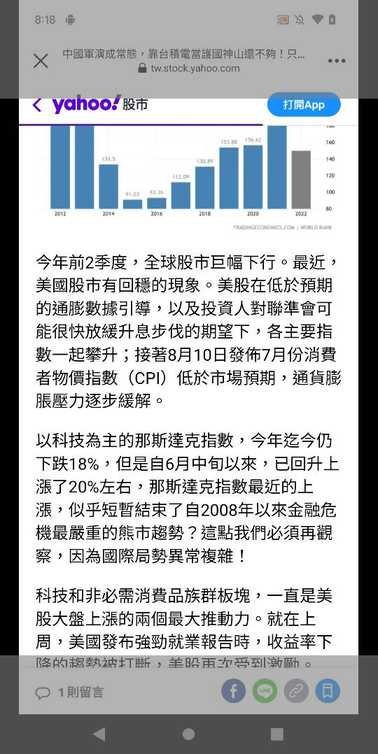 8:18
中國軍演成常態，靠台積電當護國神山還不夠！只...
tw.stock.yahoo.com
yahoo! 股市
打開App
180
160
140
120
100
80
133.5
91.03
93.36
112.09
130.89
153.88
156.62
2012
2014
2016
2018
2020
2022
TRADINGECONOMICS.COM | WORLD BANK
今年前2季度，全球股市巨幅下行。最近，
美國股市有回穩的現象。美股在低於預期
的通膨數據引導，以及投資人對聯準會可
能很快放緩升息步伐的期望下，各主要指
數一起攀升；接著8月10日發佈7月份消費
者物價指數（CPI）低於市場預期，通貨膨
脹壓力逐步緩解。
以科技為主的那斯達克指數，今年迄今仍
下跌18%，但是自6月中旬以來，已回升上
漲了20%左右，那斯達克指數最近的上
漲，似乎短暫結束了自2008年以來金融危
機最嚴重的熊市趨勢？這點我們必須再觀
察，因為國際局勢異常複雜！
科技和非必需消費品族群板塊，一直是美
股大盤上漲的兩個最大推動力。就在上
周，美國發布強勁就業報告時，收益率下
降的趨勢被打斷，美股再次受到激勵。
1則留言